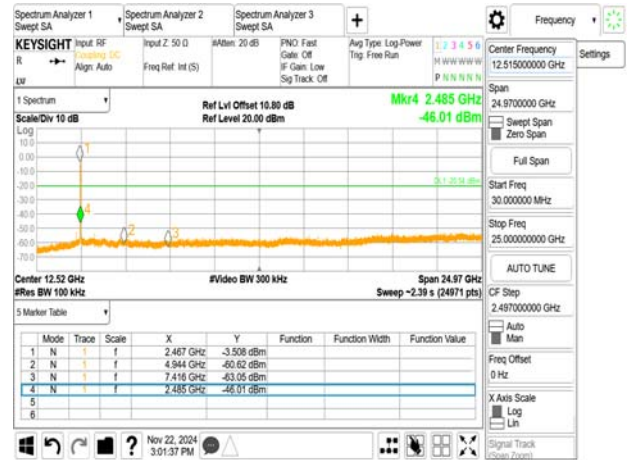 Spectrum Analyzer 1
Swept SA
Spectrum Analyzer 2
Swept SA
Spectrum Analyzer 3
Swept SA
+
Frequency
Settings
KEYSIGHT
R
Input: RF
Coupling: DC
Align: Auto
Input Z: 50 Ω
Freq Ref: Int (S)
#Atten: 20 dB
PNO: Fast
Gate: Off
IF Gain: Low
Sig Track: Off
Avg Type: Log-Power
Trig: Free Run
1 2 3 4 5 6
M W W W W W
P N N N N N
1 Spectrum
Scale/Div 10 dB
Log
Ref Lvl Offset 10.80 dB
Ref Level 20.00 dBm
Mkr4 2.485 GHz
-46.01 dBm
10.0
0.00
-10.0
-20.0
-30.0
-40.0
-50.0
-60.0
-70.0
1
2
3
4
Center 12.52 GHz
#Res BW 100 kHz
#Video BW 300 kHz
Span 24.97 GHz
Sweep ~2.39 s (24971 pts)
5 Marker Table
Mode Trace Scale X Y Function Function Width Function Value
1 N 1 f 2.467 GHz -3.508 dBm
2 N 1 f 4.944 GHz -60.62 dBm
3 N 1 f 7.416 GHz -63.05 dBm
4 N 1 f 2.485 GHz -46.01 dBm
5
6
Nov 22, 2024
3:01:37 PM
Center Frequency
12.515000000 GHz
Span
24.9700000 GHz
Swept Span
Zero Span
Full Span
Start Freq
30.000000 MHz
Stop Freq
25.000000000 GHz
AUTO TUNE
CF Step
2.497000000 GHz
Auto
Man
Freq Offset
0 Hz
X Axis Scale
Log
Lin
Signal Track
(Span Zoom)